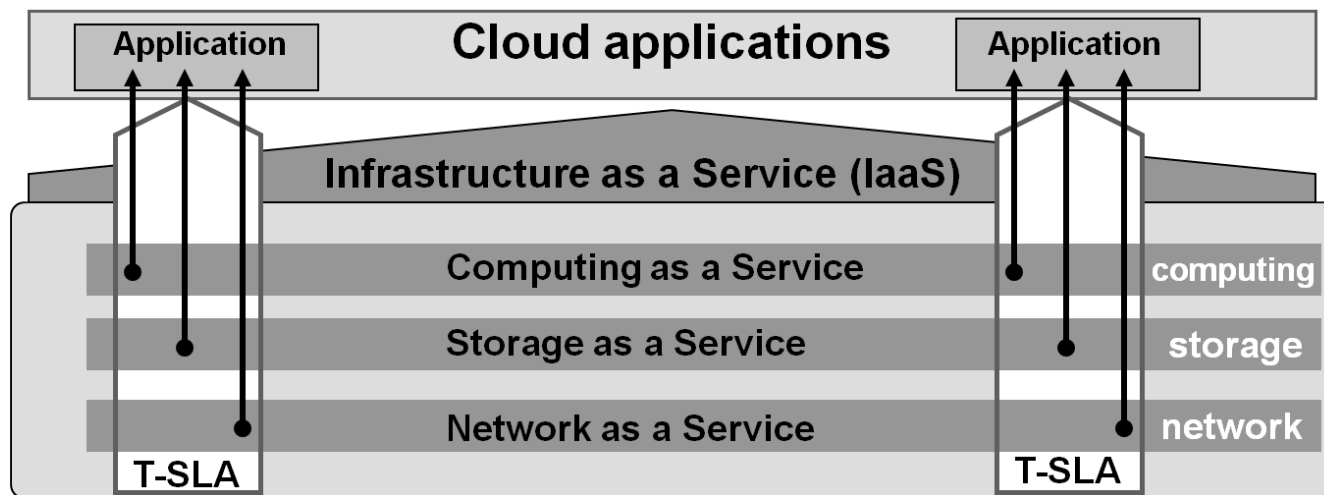 Application
Cloud applications
Application
Infrastructure as a Service (IaaS)
Computing as a Service
computing
Storage as a Service
storage
Network as a Service
network
T-SLA
T-SLA